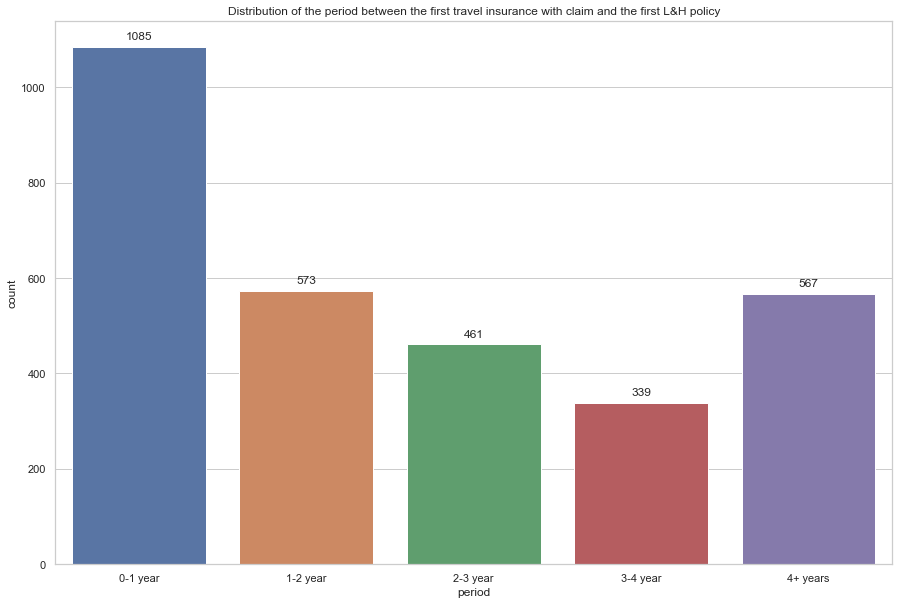 Distribution of the period between the first travel insurance with claim and the first L&H policy
1085
1000
800
600
573
567
461
400
339
200
0
count
0-1 year
1-2 year
2-3 year
3-4 year
4+ years
period